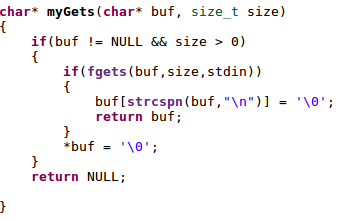 char* myGets(char* buf, size_t size)
{
    if(buf != NULL && size > 0)
    {
        if(fgets(buf,size,stdin))
        {
            buf[strcspn(buf,"\n")] = '\0';
            return buf;
        }
        *buf = '\0';
    }
    return NULL;

}